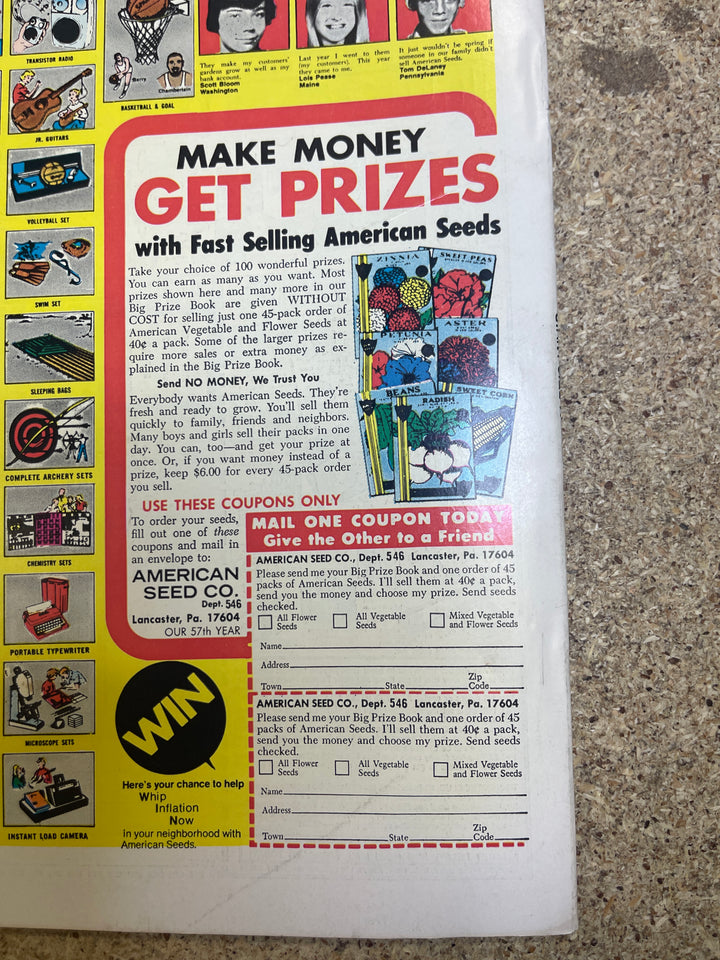 TRANSISTOR RADIO
Berry
Chamberlain
BASKETBALL & GOAL
They make my customers'
gardens grow as well as my
bank account.
Scott Bloom
Washington
Last year I went to them
(my customers). This year
they came to me.
Lois Pease
Maine
It just wouldn't be spring if
someone in our family didn't
sell American Seeds.
Tom DeLaney
Pennsylvania
JR. GUITARS
VOLLEYBALL SET
SWIM SET
SLEEPING BAGS
COMPLETE ARCHERY SETS
CHEMISTRY SETS
PORTABLE TYPEWRITER
MICROSCOPE SETS
INSTANT LOAD CAMERA
MAKE MONEY
GET PRIZES
with Fast Selling American Seeds
Take your choice of 100 wonderful prizes.
You can earn as many as you want. Most
prizes shown here and many more in our
Big Prize Book are given WITHOUT
COST for selling just one 45-pack order of
American Vegetable and Flower Seeds at
40¢ a pack. Some of the larger prizes re-
quire more sales or extra money as ex-
plained in the Big Prize Book.
Send NO MONEY, We Trust You
Everybody wants American Seeds. They're
fresh and ready to grow. You'll sell them
quickly to family, friends and neighbors.
Many boys and girls sell their packs in one
day. You can, too—and get your prize at
once. Or, if you want money instead of a
prize, keep $6.00 for every 45-pack order
you sell.
ZINNIA
SWEET PEAS
PETUNIA
ASTER
BEANS
RADISH
SWEET CORN
USE THESE COUPONS ONLY
To order your seeds,
fill out one of these
coupons and mail in
an envelope to:
AMERICAN
SEED CO.
Dept. 546
Lancaster, Pa. 17604
OUR 57th YEAR
MAIL ONE COUPON TODAY
Give the Other to a Friend
AMERICAN SEED CO., Dept. 546 Lancaster, Pa. 17604
Please send me your Big Prize Book and one order of 45
packs of American Seeds. I'll sell them at 40¢ a pack,
send you the money and choose my prize. Send seeds
checked.
All Flower Seeds
All Vegetable Seeds
Mixed Vegetable and Flower Seeds
Name
Address
Town State Zip Code
AMERICAN SEED CO., Dept. 546 Lancaster, Pa. 17604
Please send me your Big Prize Book and one order of 45
packs of American Seeds. I'll sell them at 40¢ a pack,
send you the money and choose my prize. Send seeds
checked.
All Flower Seeds
All Vegetable Seeds
Mixed Vegetable and Flower Seeds
Name
Address
Town State Zip Code
WIN
Here's your chance to help
Whip
Inflation
Now
in your neighborhood with
American Seeds.